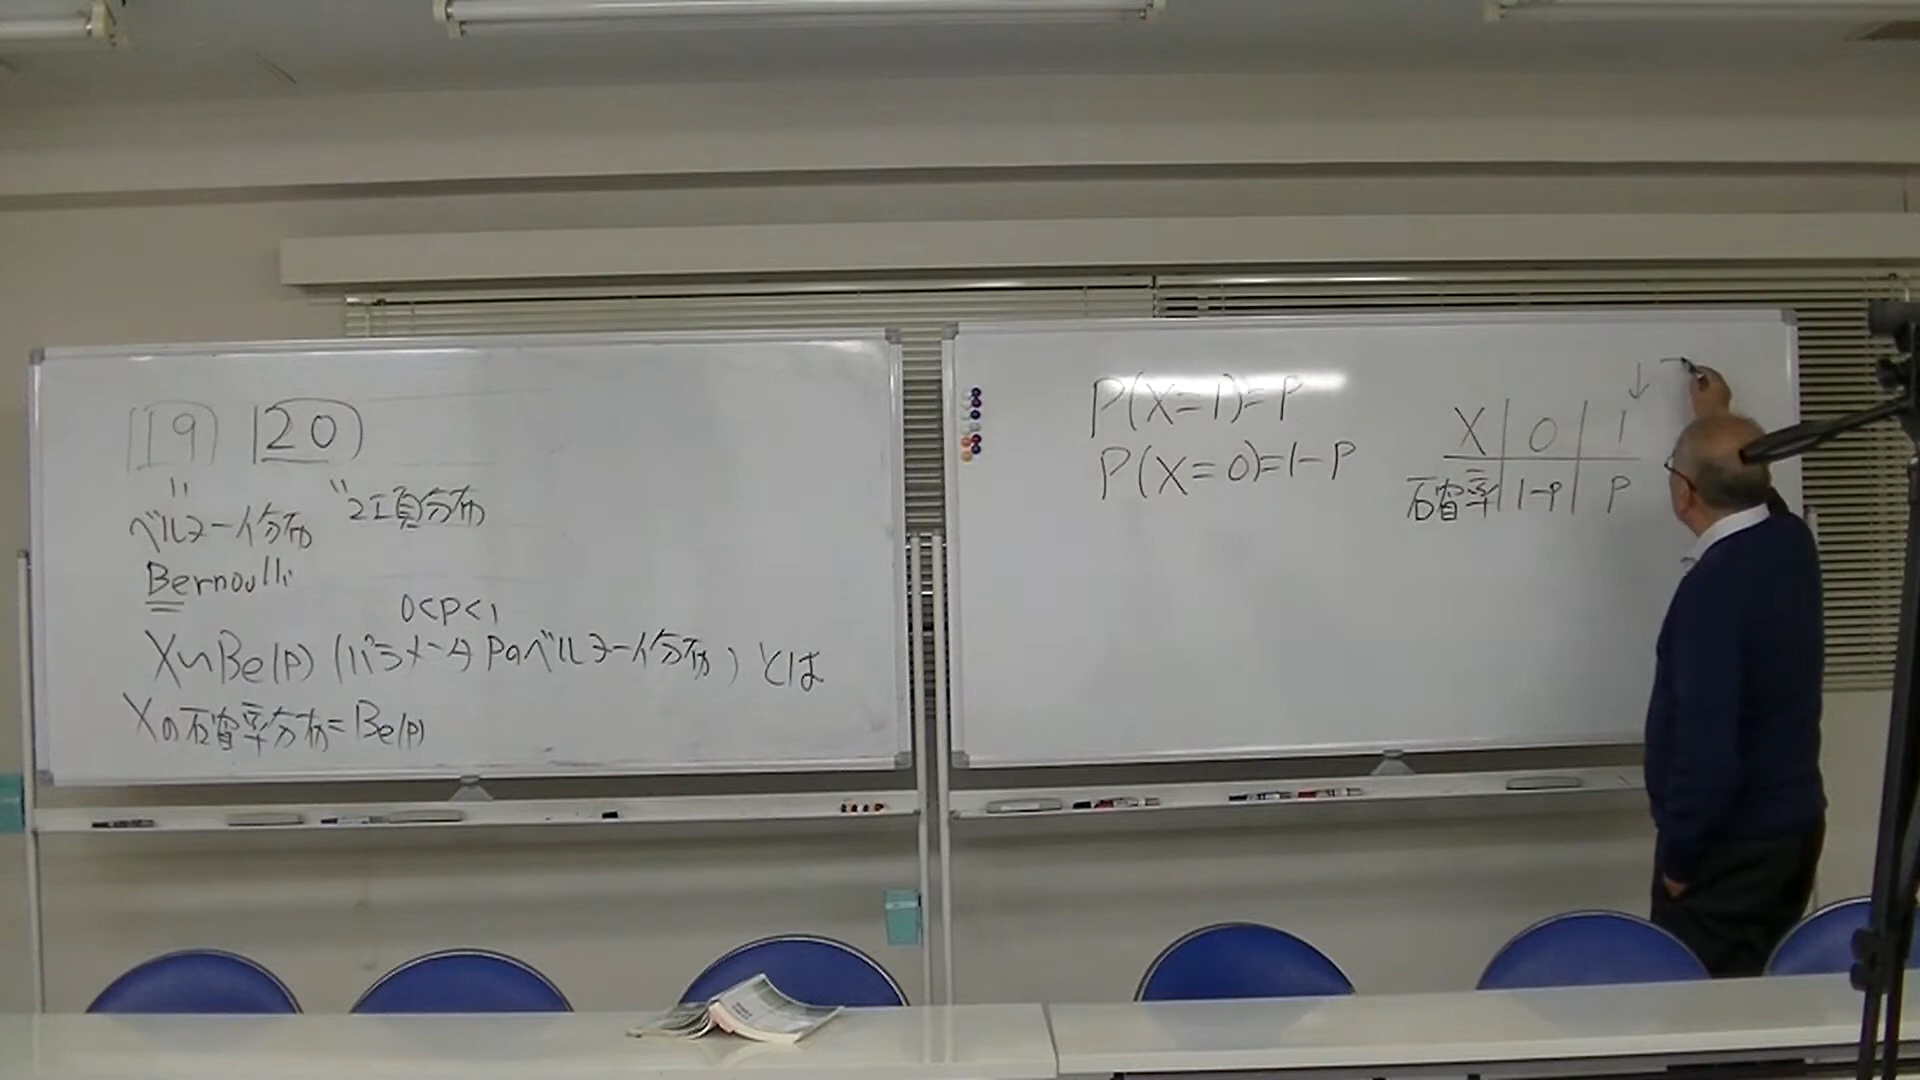 19 20
" "
ベルヌーイ分布 2項分布
Bernoulli
0<p<1
X~Be(p) (パラメータpのベルヌーイ分布) とは
Xの確率分布=Be(p)
P(X=1)=P
P(X=0)=1-P
X 0 1
確率 1-P P